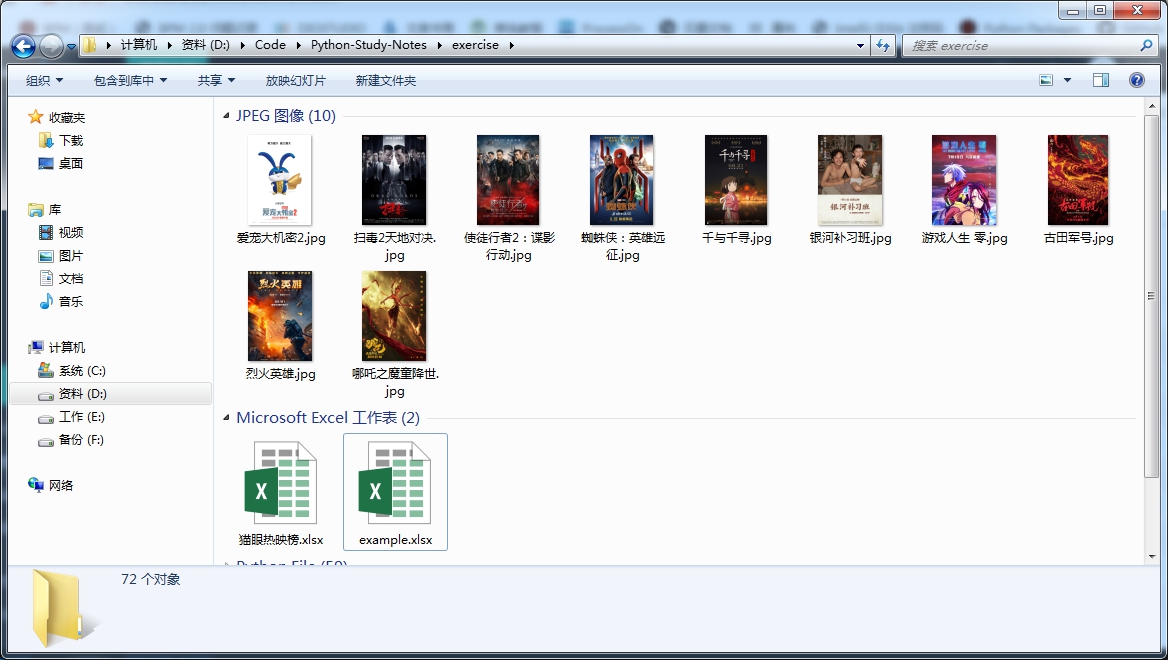 计算机 资料 (D:) Code Python-Study-Notes exercise
搜索 exercise
组织 包含到库中 共享 放映幻灯片 新建文件夹
收藏夹
下载
桌面
库
视频
图片
文档
音乐
计算机
系统 (C:)
资料 (D:)
工作 (E:)
备份 (F:)
网络
JPEG 图像 (10)
爱宠大机密2.jpg
扫毒2天地对决.
jpg
使徒行者2：谍影
行动.jpg
蜘蛛侠：英雄远
征.jpg
千与千寻.jpg
银河补习班.jpg
游戏人生 零.jpg
古田军号.jpg
烈火英雄.jpg
哪吒之魔童降世.
jpg
Microsoft Excel 工作表 (2)
猫眼热映榜.xlsx
example.xlsx
Python File (59)
72 个对象